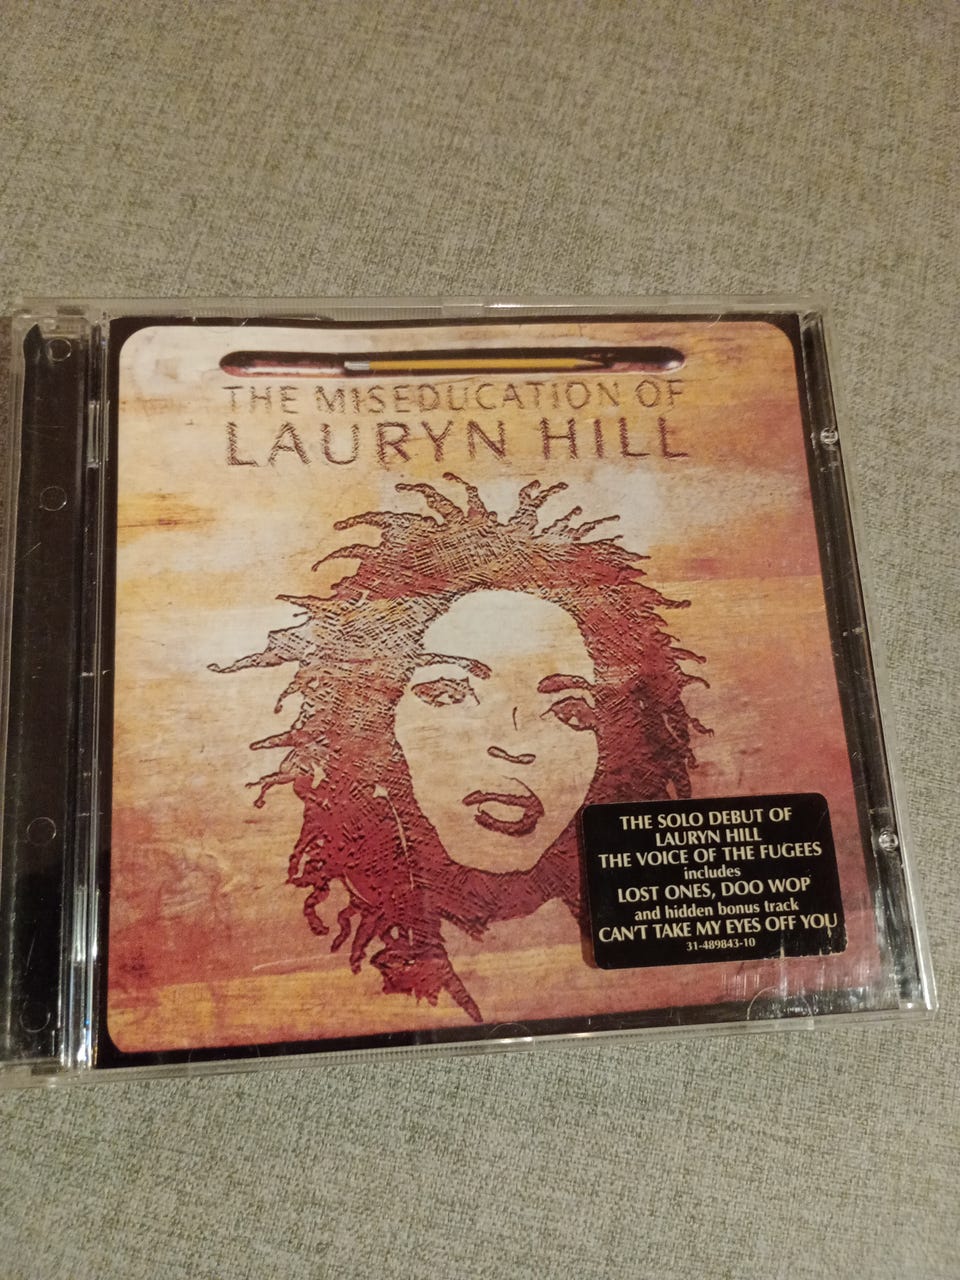 THE MISEDUCATION OF
LAURYN HILL
THE SOLO DEBUT OF
LAURYN HILL
THE VOICE OF THE FUGEES
includes
LOST ONES, DOO WOP
and hidden bonus track
CAN'T TAKE MY EYES OFF YOU
31-489843-10